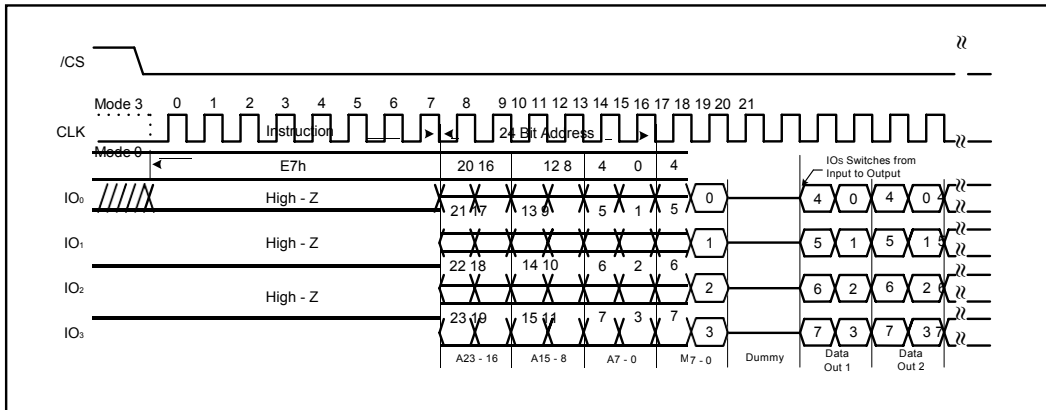 /CS
Mode 3 0 1 2 3 4 5 6 7 8 9 10 11 12 13 14 15 16 17 18 19 20 21
CLK Instruction 24 Bit Address
Mode 0
E7h 20 16 12 8 4 0 4
IOs Switches from
Input to Output
IO0 High - Z 0 4 0 4 0 4
21 17 13 9 5 1 5
IO1 High - Z 1 5 1 5 1 5
22 18 14 10 6 2 6
IO2 High - Z 2 6 2 6 2 6
23 19 15 11 7 3 7
IO3 3 7 3 7 3 7
A23 - 16 A15 - 8 A7 - 0 M7 - 0 Dummy Data Data
Out 1 Out 2